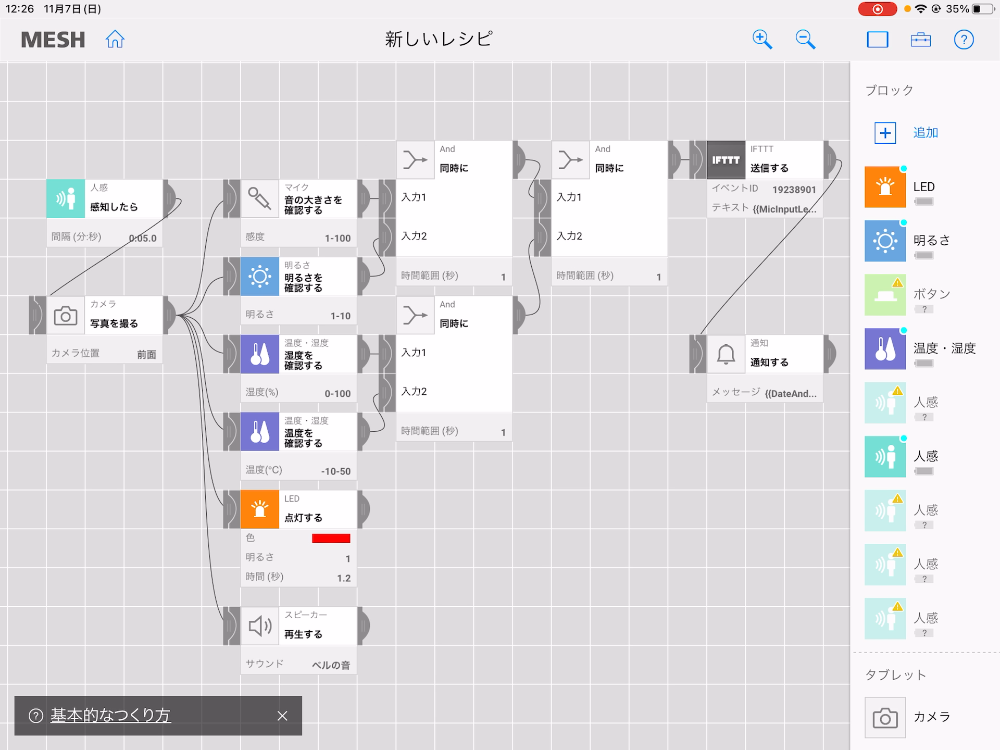 12:26 11月7日(日)
35%
MESH
新しいレシピ
人感
感知したら
間隔 (分:秒) 0:05.0
カメラ
写真を撮る
カメラ位置 前面
マイク
音の大きさを
確認する
感度 1-100
明るさ
明るさを
確認する
明るさ 1-10
温度・湿度
湿度を
確認する
湿度(%) 0-100
温度・湿度
温度を
確認する
温度(°C) -10-50
LED
点灯する
色
明るさ 1
時間 (秒) 1.2
スピーカー
再生する
サウンド ベルの音
And
同時に
入力1
入力2
時間範囲 (秒) 1
And
同時に
入力1
入力2
時間範囲 (秒) 1
And
同時に
入力1
入力2
時間範囲 (秒) 1
IFTTT
IFTTT
送信する
イベントID 19238901
テキスト {{MicInputLe...
通知
通知する
メッセージ {{DateAnd...
? 基本的なつくり方 ×
ブロック
+ 追加
LED
明るさ
ボタン
?
温度・湿度
人感
?
人感
人感
?
人感
?
人感
?
タブレット
カメラ